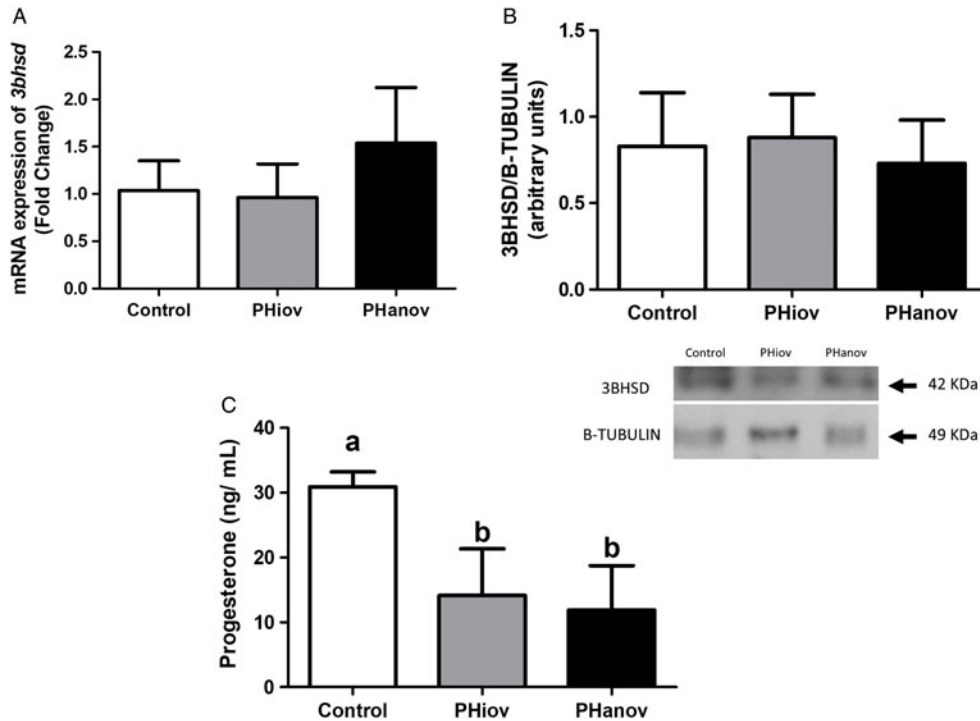 A
mRNA expression of 3bhsd
(Fold Change)
2.5
2.0
1.5
1.0
0.5
0.0
Control PHiov PHanov
B
3BHSD/B-TUBULIN
(arbitrary units)
1.5
1.0
0.5
0.0
Control PHiov PHanov
Control PHiov PHanov
3BHSD 42 KDa
B-TUBULIN 49 KDa
C
Progesterone (ng/ mL)
40
30
20
10
0
a
b
b
Control PHiov PHanov